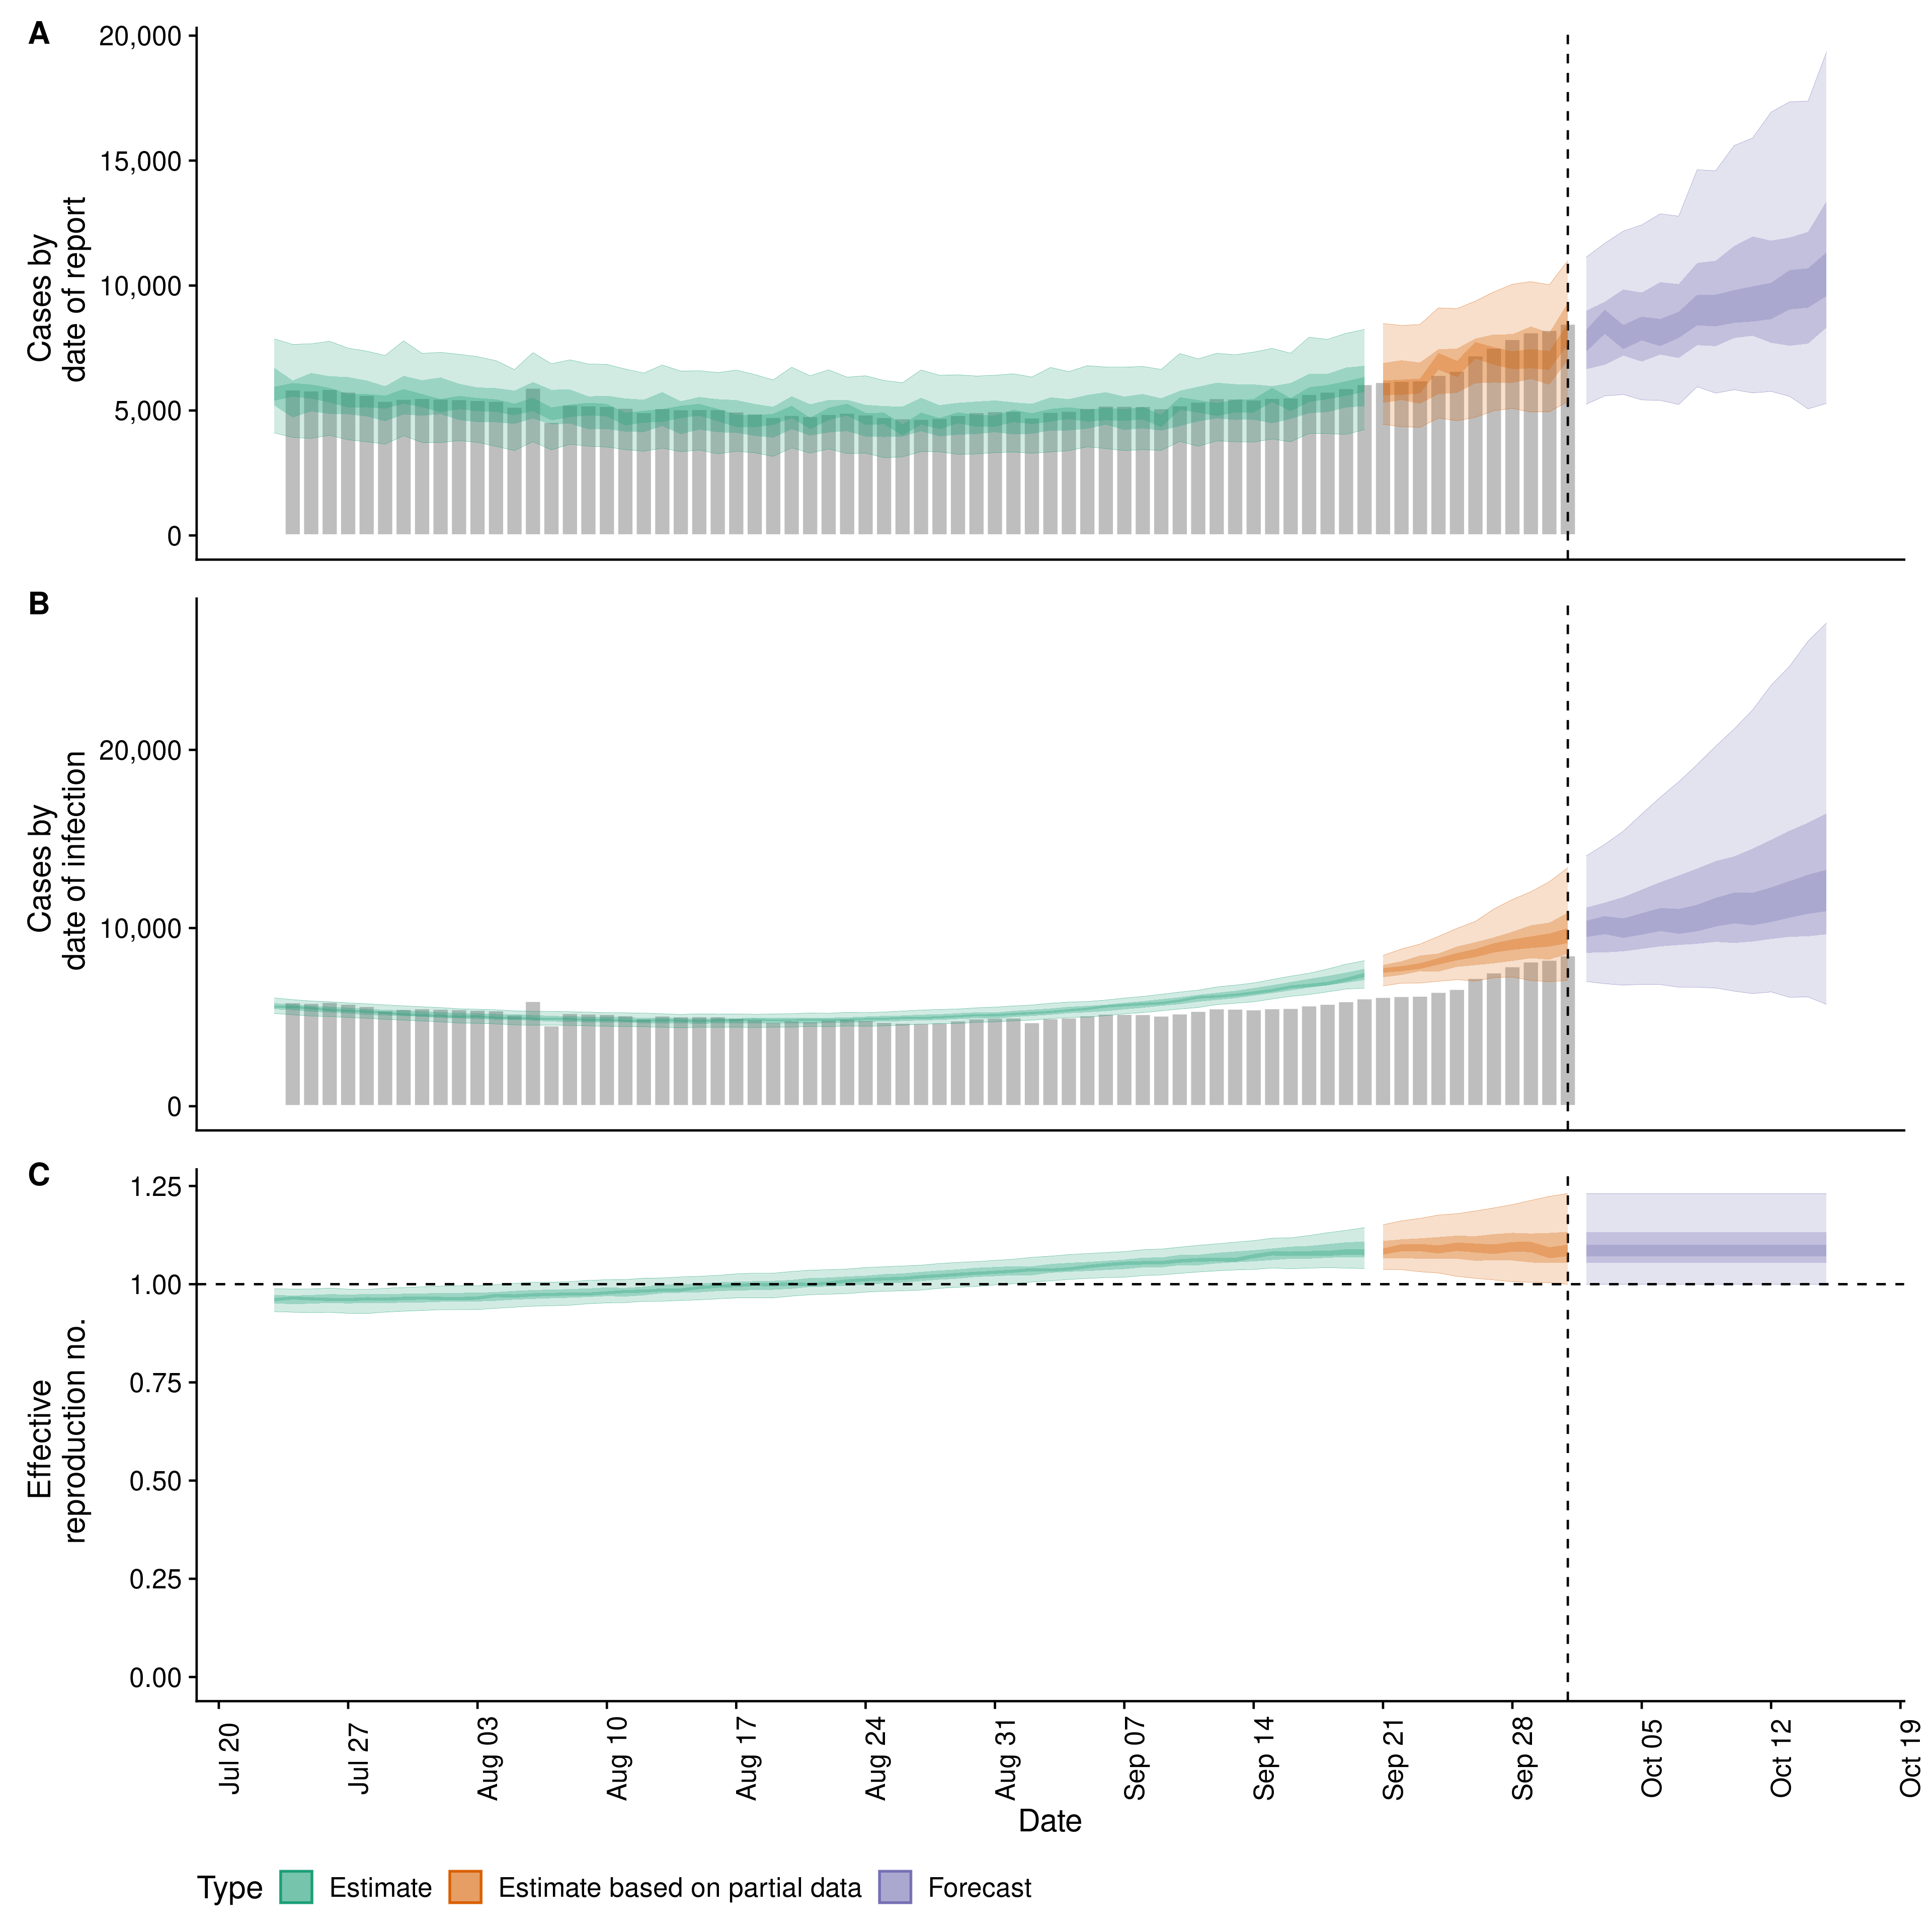 A
20,000
15,000
10,000
5,000
0
Cases by
date of report
B
20,000
10,000
0
Cases by
date of infection
C
1.25
1.00
0.75
0.50
0.25
0.00
Effective
reproduction no.
Jul 20
Jul 27
Aug 03
Aug 10
Aug 17
Aug 24
Aug 31
Sep 07
Sep 14
Sep 21
Sep 28
Oct 05
Oct 12
Oct 19
Date
Type Estimate Estimate based on partial data Forecast